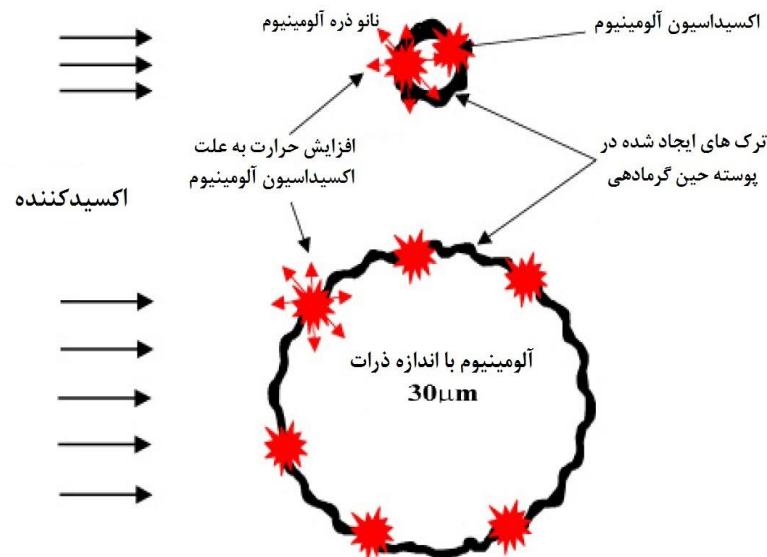 نانو ذره آلومینیوم
اکسیداسیون آلومینیوم
افزایش حرارت به علت
اکسیداسیون آلومینیوم
ترک های ایجاد شده در
پوسته حین گرمادهی
اکسیدکننده
آلومینیوم با اندازه ذرات
30μm